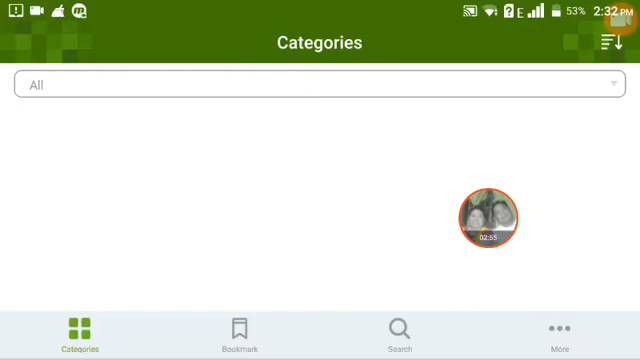 E 53% 2:32 PM
Categories
All
02:55
Categories
Bookmark
Search
More